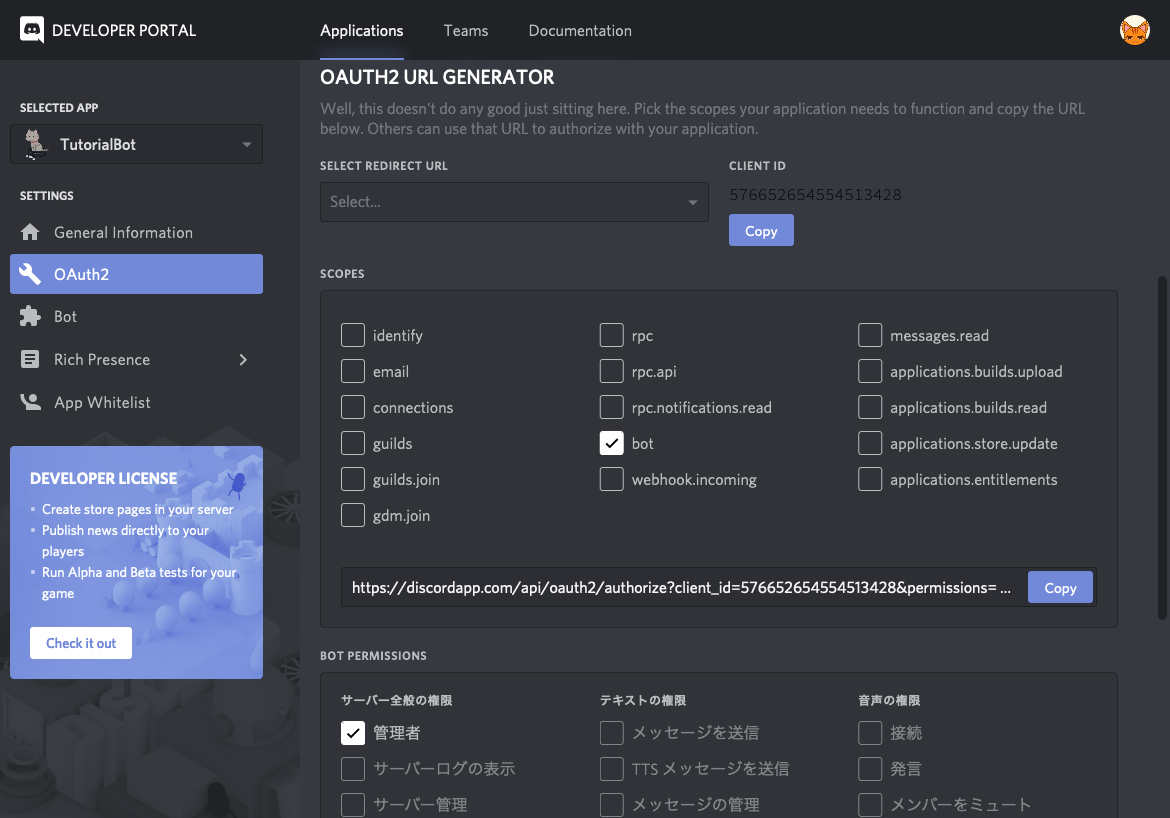 DEVELOPER PORTAL
Applications
Teams
Documentation
SELECTED APP
TutorialBot
SETTINGS
General Information
OAuth2
Bot
Rich Presence
App Whitelist
DEVELOPER LICENSE
Create store pages in your server
Publish news directly to your
players
Run Alpha and Beta tests for your
game
Check it out
OAUTH2 URL GENERATOR
Well, this doesn't do any good just sitting here. Pick the scopes your application needs to function and copy the URL
below. Others can use that URL to authorize with your application.
SELECT REDIRECT URL
Select...
CLIENT ID
576652654554513428
Copy
SCOPES
identify
email
connections
guilds
guilds.join
gdm.join
rpc
rpc.api
rpc.notifications.read
bot
webhook.incoming
messages.read
applications.builds.upload
applications.builds.read
applications.store.update
applications.entitlements
https://discordapp.com/api/oauth2/authorize?client_id=576652654554513428&permissions= ...
Copy
BOT PERMISSIONS
サーバー全般の権限
管理者
サーバーログの表示
サーバー管理
テキストの権限
メッセージを送信
TTS メッセージを送信
メッセージの管理
音声の権限
接続
発言
メンバーをミュート